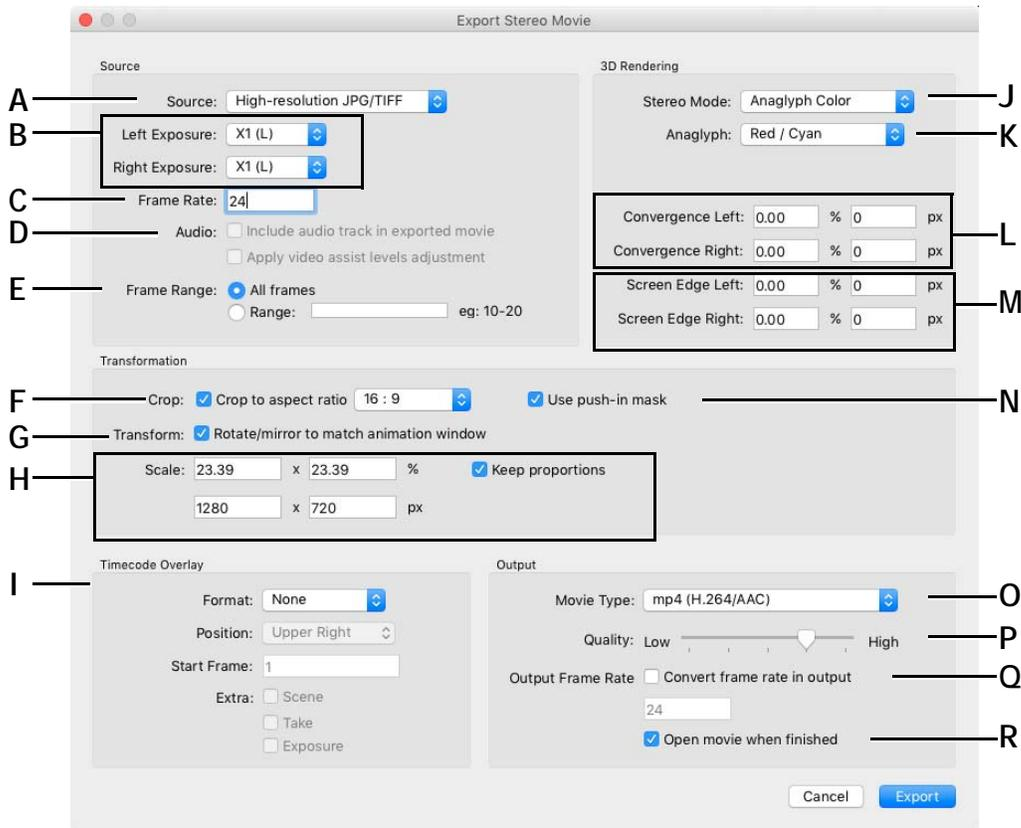 Export Stereo Movie
Source
3D Rendering
A
Source: High-resolution JPG/TIFF
Stereo Mode: Anaglyph Color
J
B
Left Exposure: X1 (L)
Anaglyph: Red / Cyan
K
Right Exposure: X1 (L)
C
Frame Rate: 24
Convergence Left: 0.00 % 0 px
D
Audio: Include audio track in exported movie
L
Apply video assist levels adjustment
Convergence Right: 0.00 % 0 px
E
Frame Range: All frames
Screen Edge Left: 0.00 % 0 px
M
Range: eg: 10-20
Screen Edge Right: 0.00 % 0 px
Transformation
F
Crop: Crop to aspect ratio 16 : 9
Use push-in mask
N
G
Transform: Rotate/mirror to match animation window
H
Scale: 23.39 x 23.39 %
Keep proportions
1280 x 720 px
Timecode Overlay
Output
I
Format: None
Movie Type: mp4 (H.264/AAC)
O
Position: Upper Right
Quality: Low High
P
Start Frame: 1
Output Frame Rate Convert frame rate in output
Q
Extra: Scene
24
Take
Exposure
Open movie when finished
R
Cancel
Export